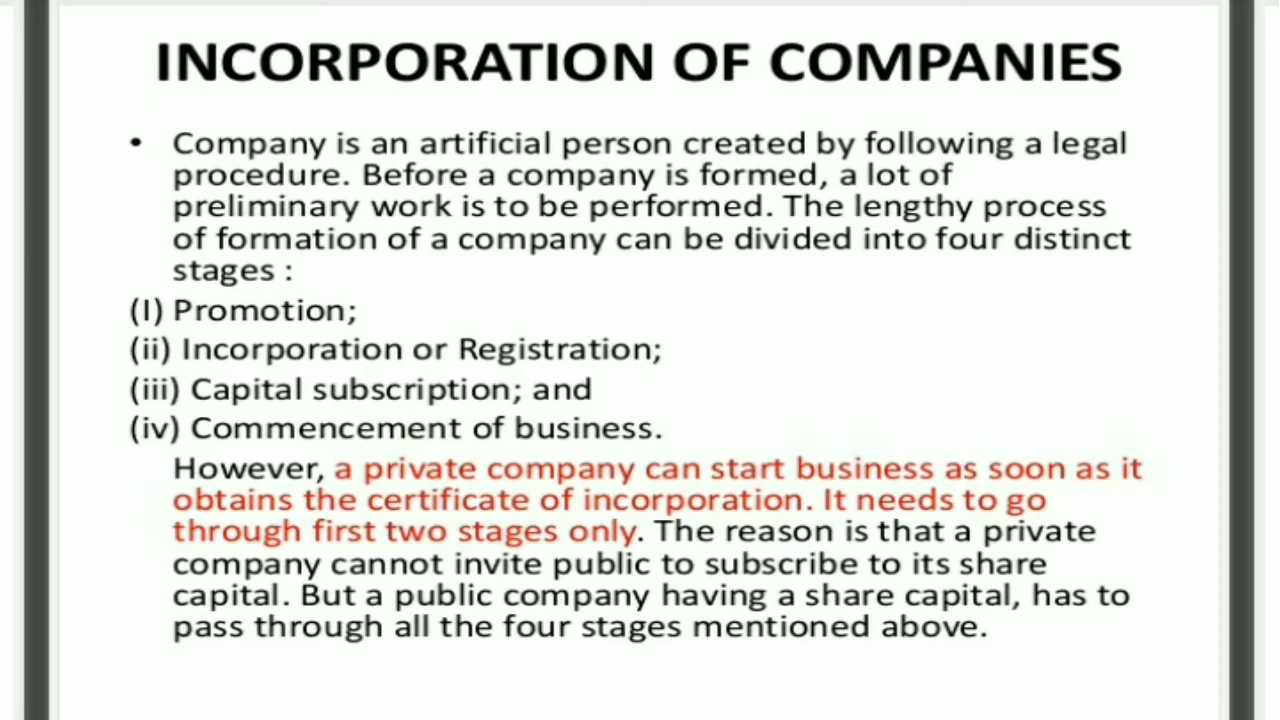 INCORPORATION OF COMPANIES
• Company is an artificial person created by following a legal
procedure. Before a company is formed, a lot of
preliminary work is to be performed. The lengthy process
of formation of a company can be divided into four distinct
stages :
(I) Promotion;
(ii) Incorporation or Registration;
(iii) Capital subscription; and
(iv) Commencement of business.
However, a private company can start business as soon as it
obtains the certificate of incorporation. It needs to go
through first two stages only. The reason is that a private
company cannot invite public to subscribe to its share
capital. But a public company having a share capital, has to
pass through all the four stages mentioned above.